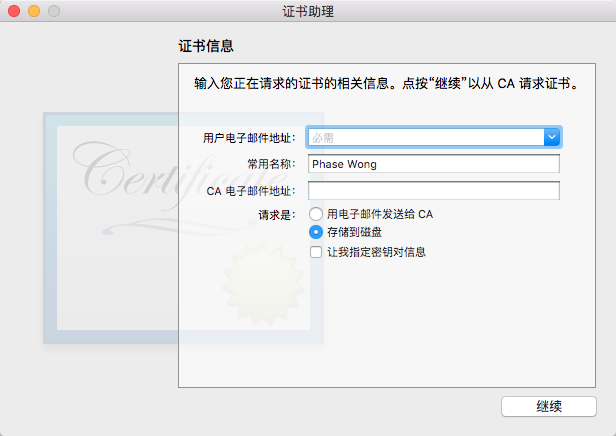 证书助理
证书信息
输入您正在请求的证书的相关信息。点按“继续”以从 CA 请求证书。
用户电子邮件地址： 必需
常用名称： Phase Wong
CA 电子邮件地址：
请求是： 用电子邮件发送给 CA
存储到磁盘
让我指定密钥对信息
Certificate
继续